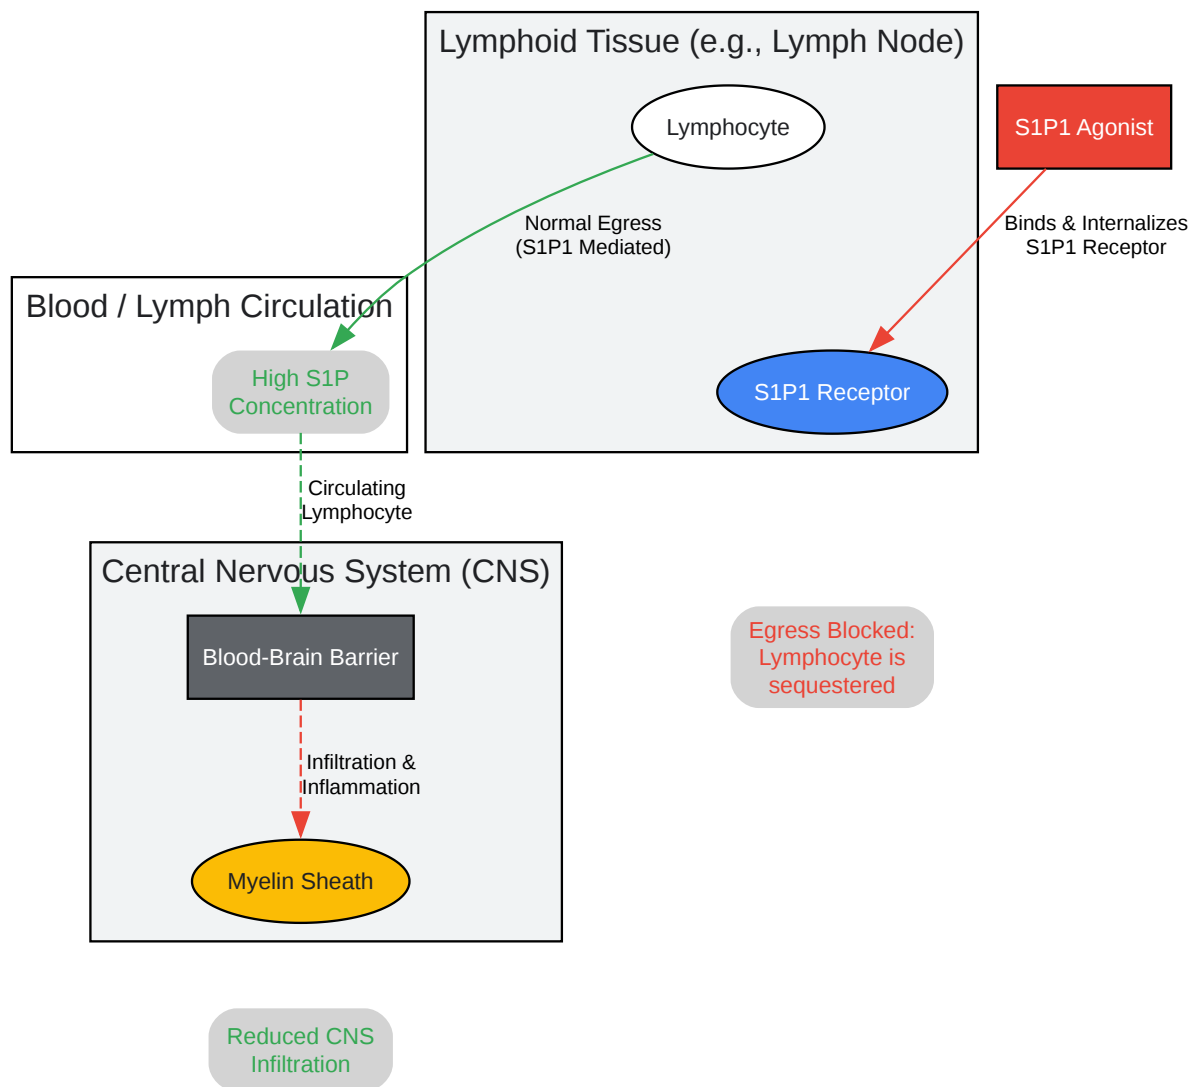 Lymphoid Tissue (e.g., Lymph Node)
Lymphocyte
S1P1 Agonist
Normal Egress
(S1P1 Mediated)
Binds & Internalizes
S1P1 Receptor
Blood / Lymph Circulation
High S1P
Concentration
S1P1 Receptor
Circulating
Lymphocyte
Central Nervous System (CNS)
Blood-Brain Barrier
Egress Blocked:
Lymphocyte is
sequestered
Infiltration &
Inflammation
Myelin Sheath
Reduced CNS
Infiltration